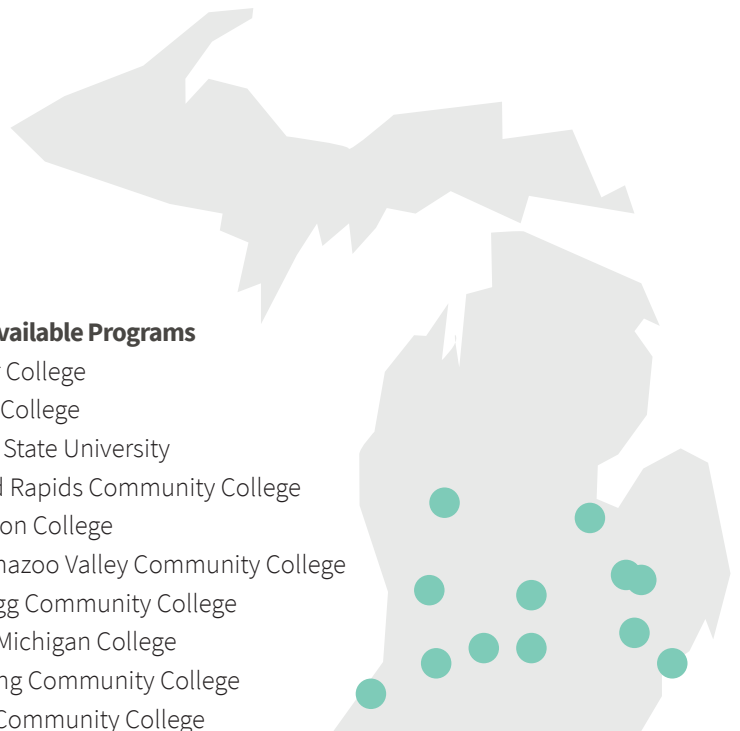 vailable Programs
College
College
State University
Rapids Community College
on College
nazoo Valley Community College
gg Community College
Michigan College
ng Community College
Community College